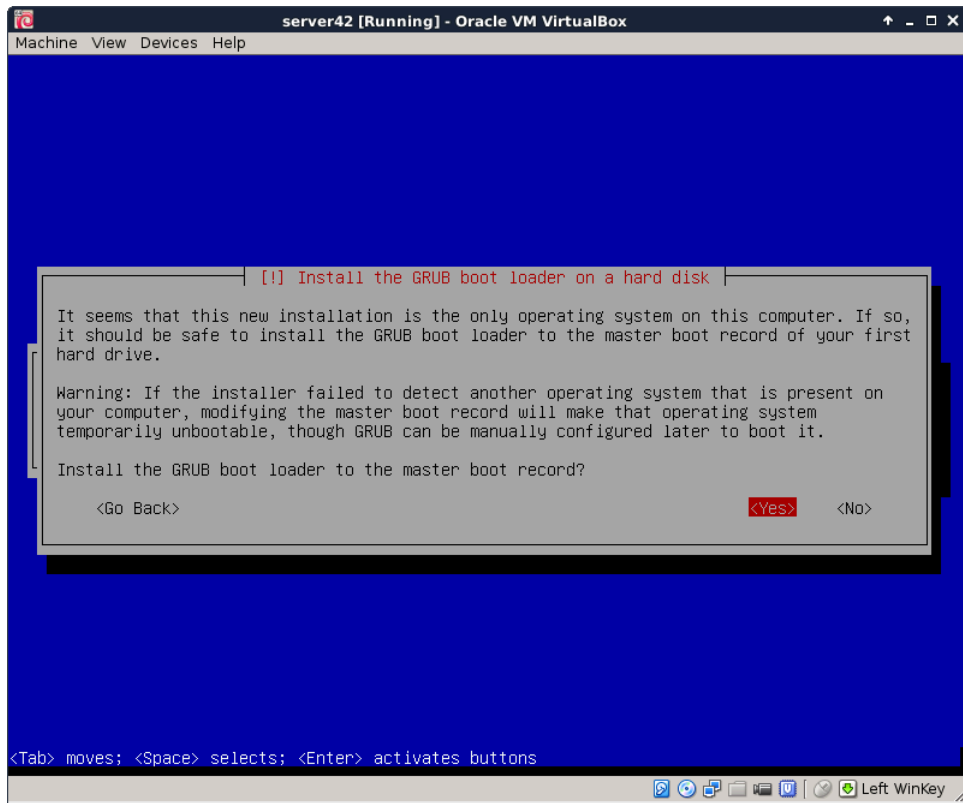 server42 [Running] - Oracle VM VirtualBox
Machine View Devices Help
[!] Install the GRUB boot loader on a hard disk
It seems that this new installation is the only operating system on this computer. If so,
it should be safe to install the GRUB boot loader to the master boot record of your first
hard drive.
Warning: If the installer failed to detect another operating system that is present on
your computer, modifying the master boot record will make that operating system
temporarily unbootable, though GRUB can be manually configured later to boot it.
Install the GRUB boot loader to the master boot record?
<Go Back> <Yes> <No>
<Tab> moves; <Space> selects; <Enter> activates buttons
Left WinKey